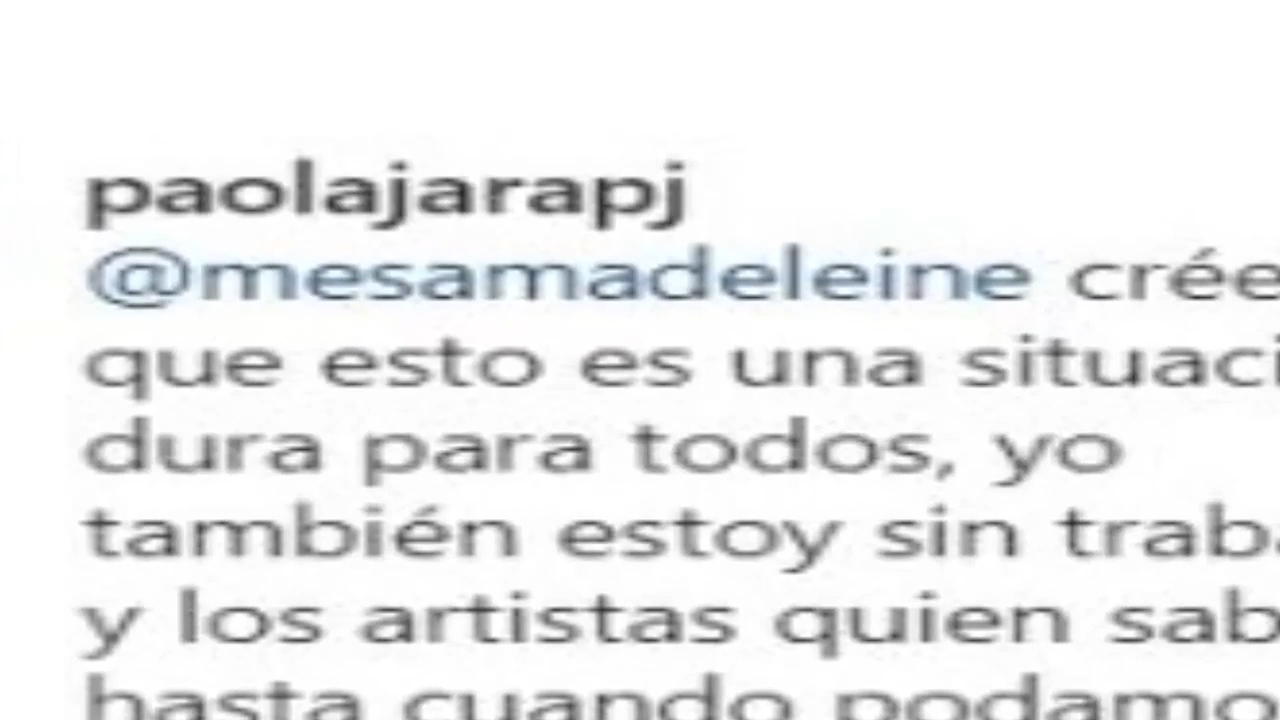 paolajarapj
@mesamadeleine crée
que esto es una situaci
dura para todos, yo
también estoy sin trab
y los artistas quien sab
hasta cuando podamo